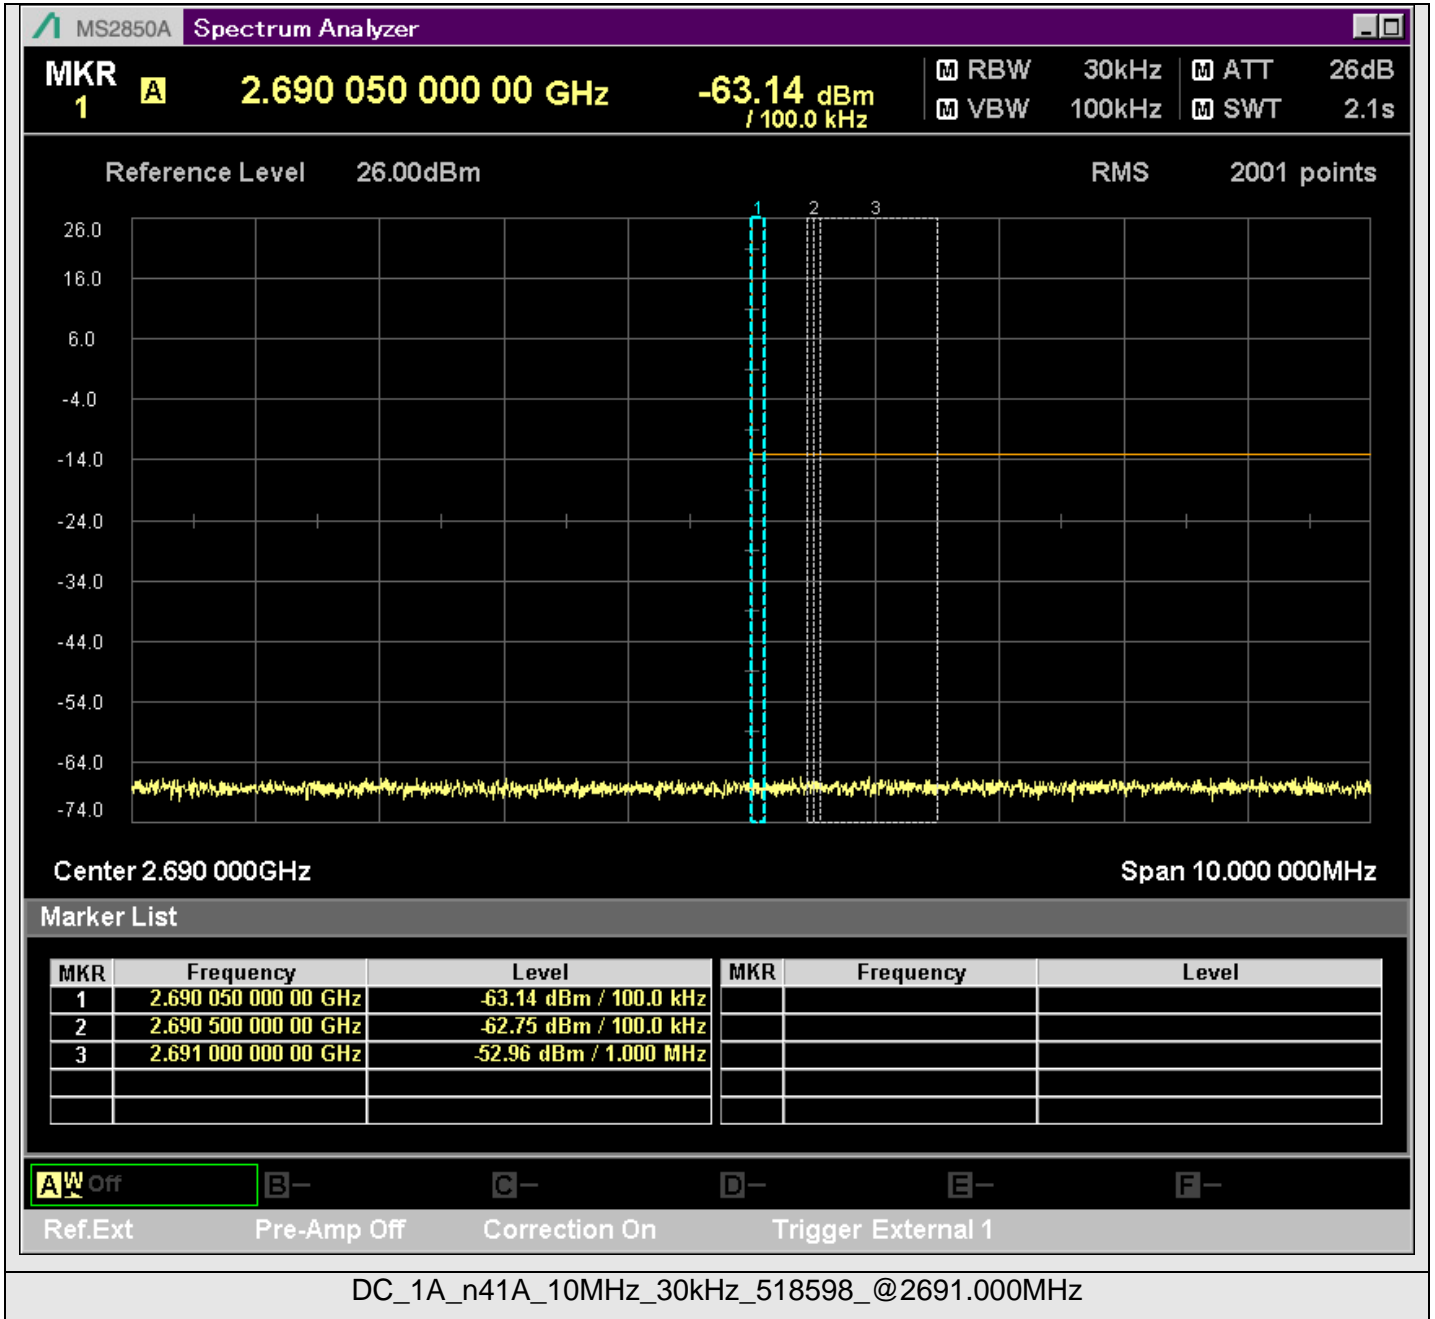 MS2850A Spectrum Analyzer
MKR 1 A 2.690 050 000 00 GHz -63.14 dBm / 100.0 kHz
M RBW 30kHz M ATT 26dB
M VBW 100kHz M SWT 2.1s
Reference Level 26.00dBm RMS 2001 points
1 2 3
26.0
16.0
6.0
-4.0
-14.0
-24.0
-34.0
-44.0
-54.0
-64.0
-74.0
Center 2.690 000GHz Span 10.000 000MHz
Marker List
MKR Frequency Level MKR Frequency Level
1 2.690 050 000 00 GHz -63.14 dBm / 100.0 kHz
2 2.690 500 000 00 GHz -62.75 dBm / 100.0 kHz
3 2.691 000 000 00 GHz -52.96 dBm / 1.000 MHz
A W Off B – C – D – E – F –
Ref.Ext Pre-Amp Off Correction On Trigger External 1
DC_1A_n41A_10MHz_30kHz_518598_@2691.000MHz